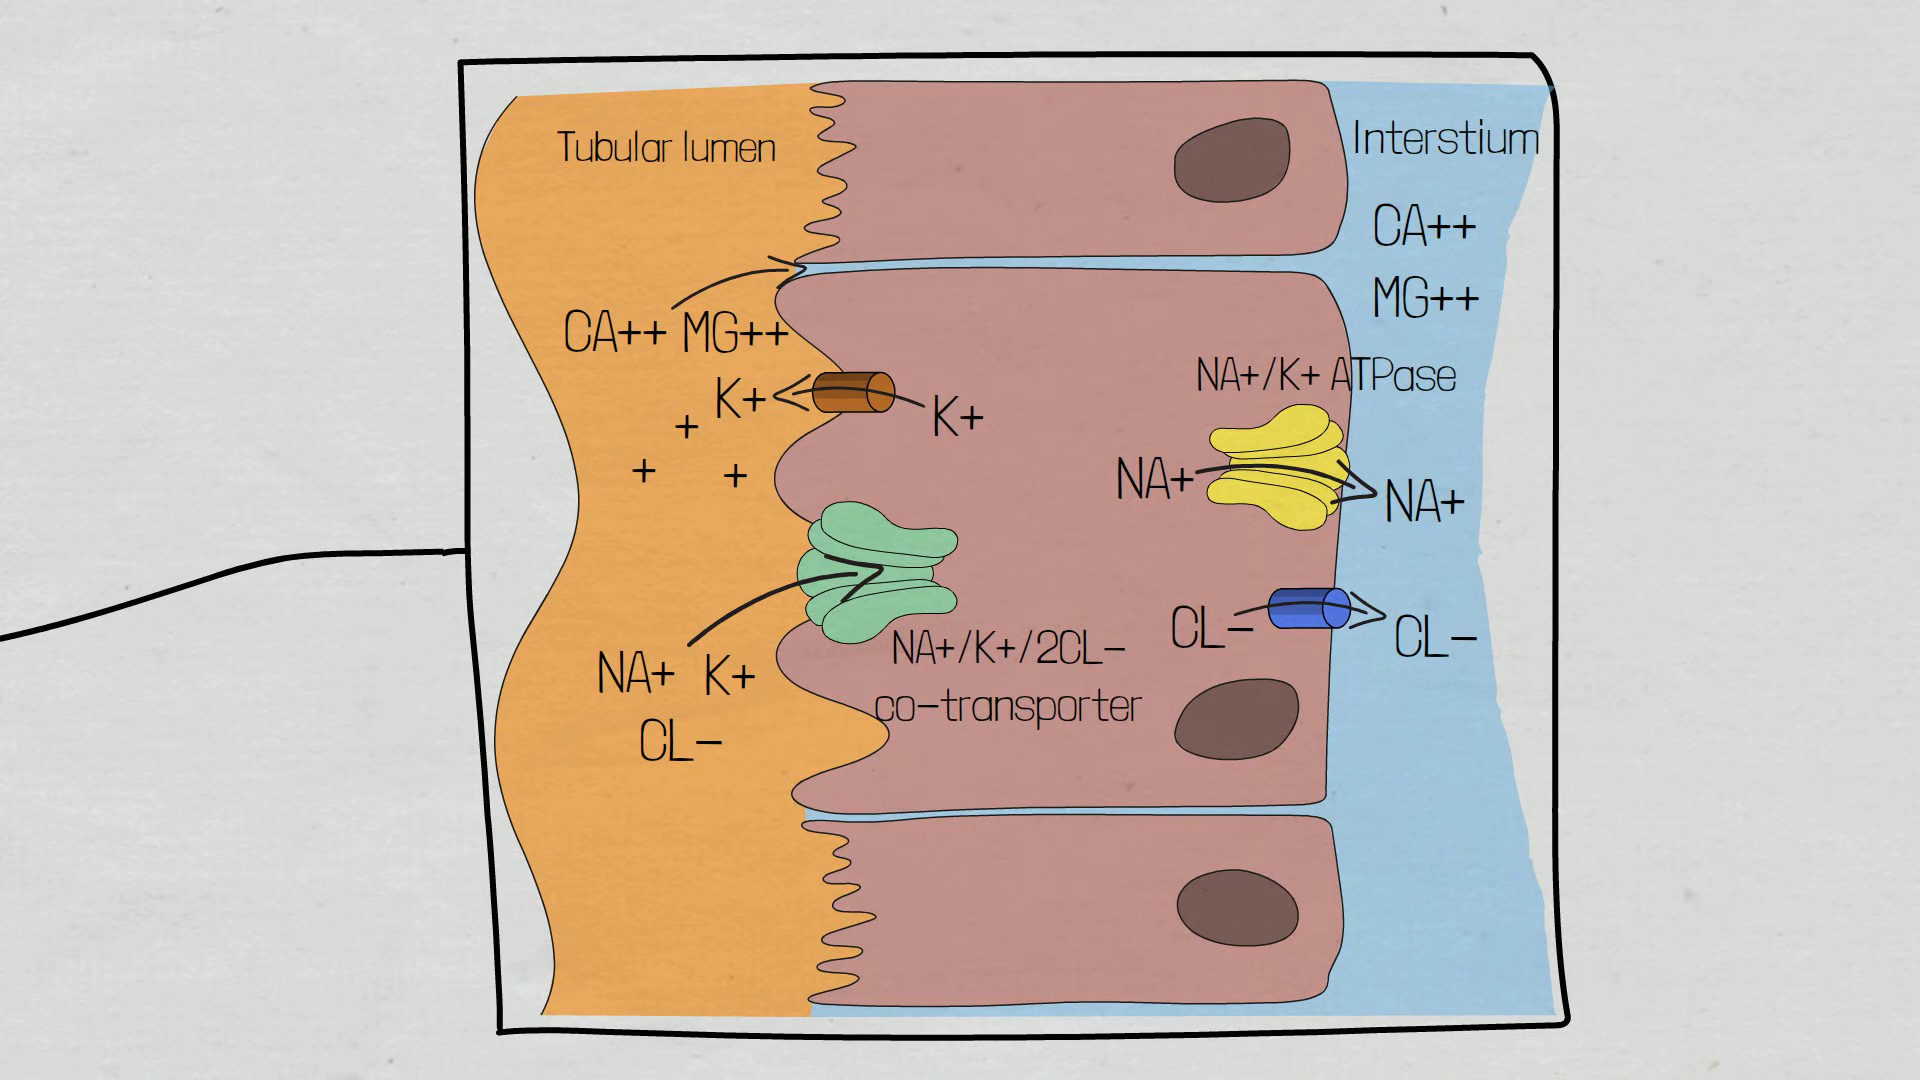 Tubular lumen
Interstium
CA++
MG++
CA++ MG++
K+
K+
+
+
+
NA+/K+ ATPase
NA+
NA+
NA+ K+
CL-
NA+/K+/2CL-
co-transporter
CL-
CL-